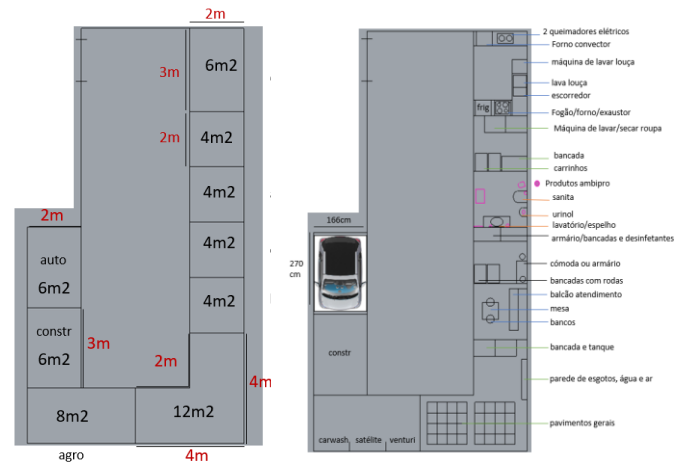 2m
6m2
3m
4m2
2m
4m2
4m2
4m2
2m
auto
6m2
constr
6m2
3m
2m
4m
8m2
12m2
agro
4m
2 queimadores elétricos
Forno convector
máquina de lavar louça
lava louça
escorredor
frig
Fogão/forno/exaustor
Máquina de lavar/secar roupa
bancada
carrinhos
Produtos ambipro
sanita
urinol
lavatório/espelho
armário/bancadas e desinfetantes
166cm
270
cm
cómoda ou armário
bancadas com rodas
balcão atendimento
mesa
bancos
constr
bancada e tanque
parede de esgotos, água e ar
pavimentos gerais
carwash satélite venturi